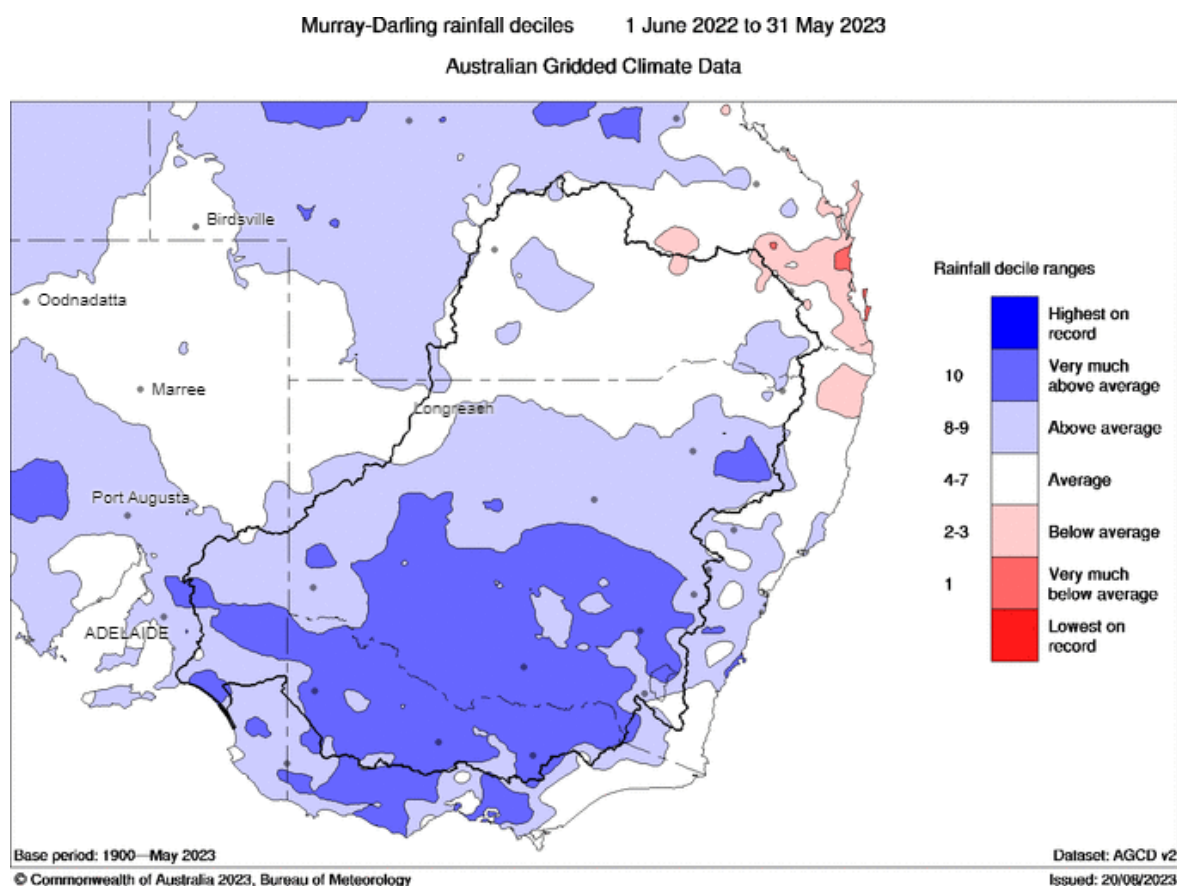 Murray-Darling rainfall deciles 1 June 2022 to 31 May 2023
Australian Gridded Climate Data
Birdsville
Oodnadatta
Marree
Longreach
Port Augusta
ADELAIDE
Rainfall decile ranges
Highest on
record
10 Very much
above average
8-9 Above average
4-7 Average
2-3 Below average
1 Very much
below average
Lowest on
record
Base period: 1900—May 2023
Dataset: AGCD v2
© Commonwealth of Australia 2023, Bureau of Meteorology
Issued: 20/08/2023